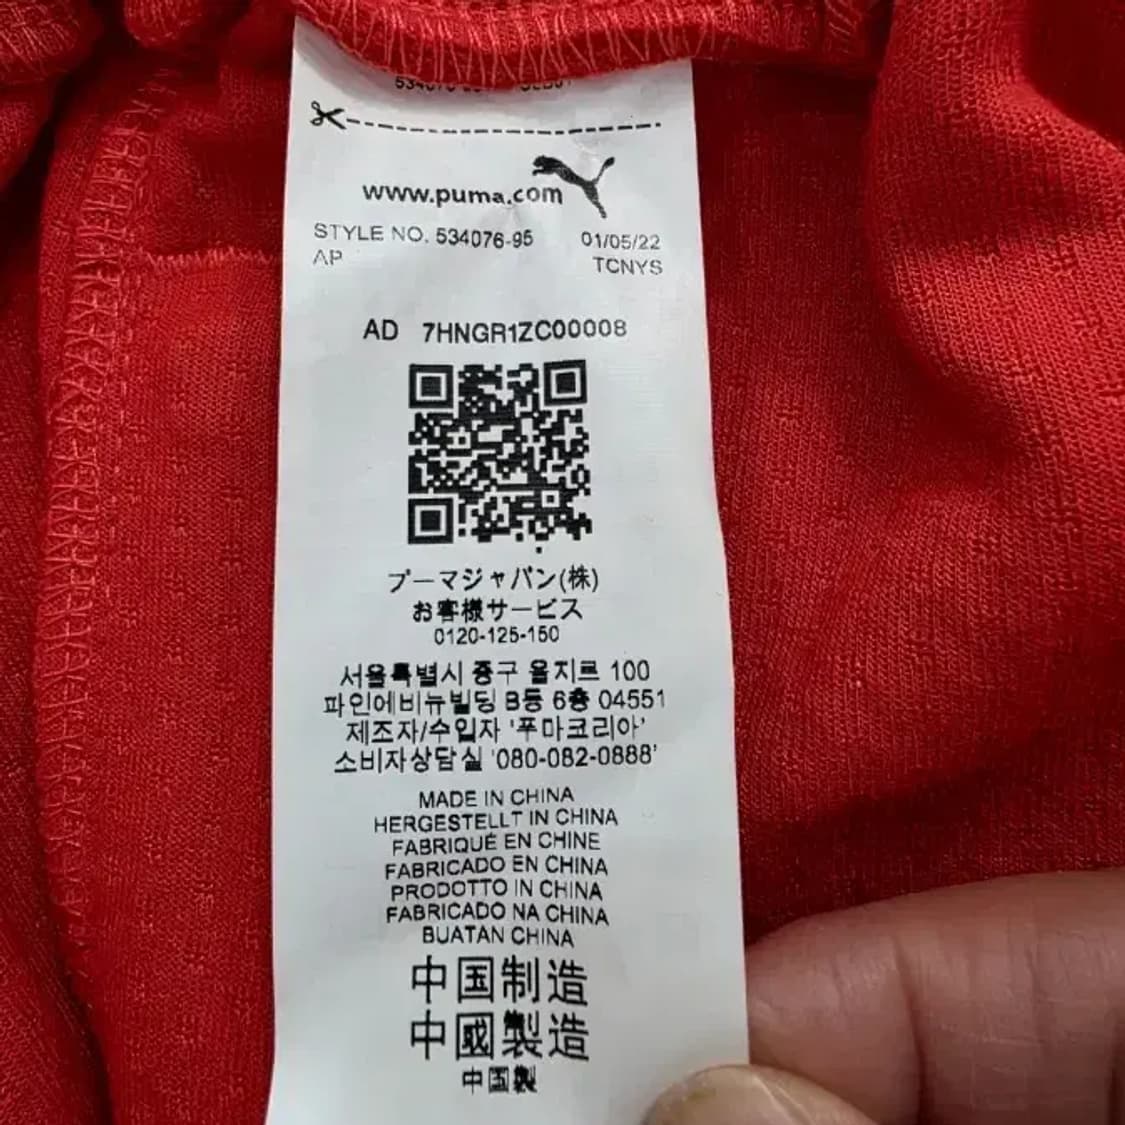 www.puma.com
STYLE NO. 534076-95 01/05/22
AP TCNYS
AD 7HNGR1ZC00008
プーマジャパン(株)
お客様サービス
0120-125-150
서울특별시 중구 을지로 100
파인에비뉴빌딩 B동 6층 04551
제조자/수입자 '푸마코리아'
소비자상담실 '080-082-0888'
MADE IN CHINA
HERGESTELLT IN CHINA
FABRIQUÉ EN CHINE
FABRICADO EN CHINA
PRODOTTO IN CHINA
FABRICADO NA CHINA
BUATAN CHINA
中国制造
中國製造
中国製